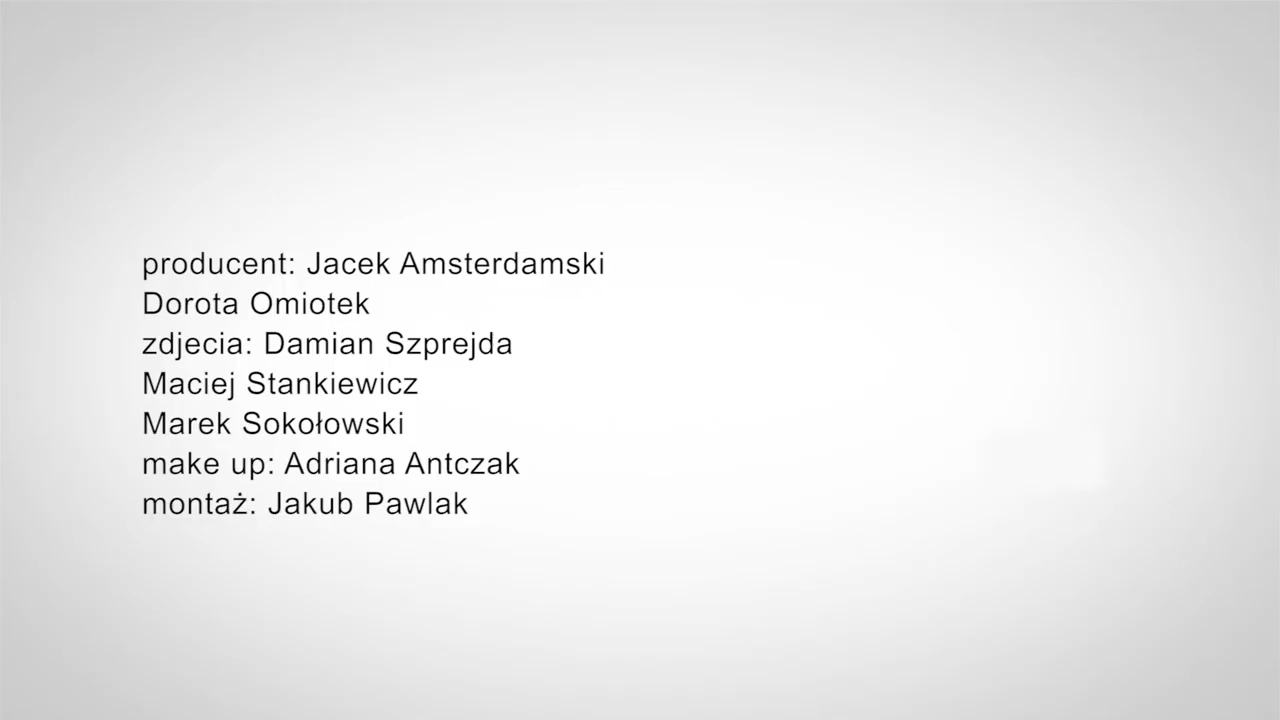 producent: Jacek Amsterdamski
Dorota Omiotek
zdjecia: Damian Szprejda
Maciej Stankiewicz
Marek Sokołowski
make up: Adriana Antczak
montaż: Jakub Pawlak